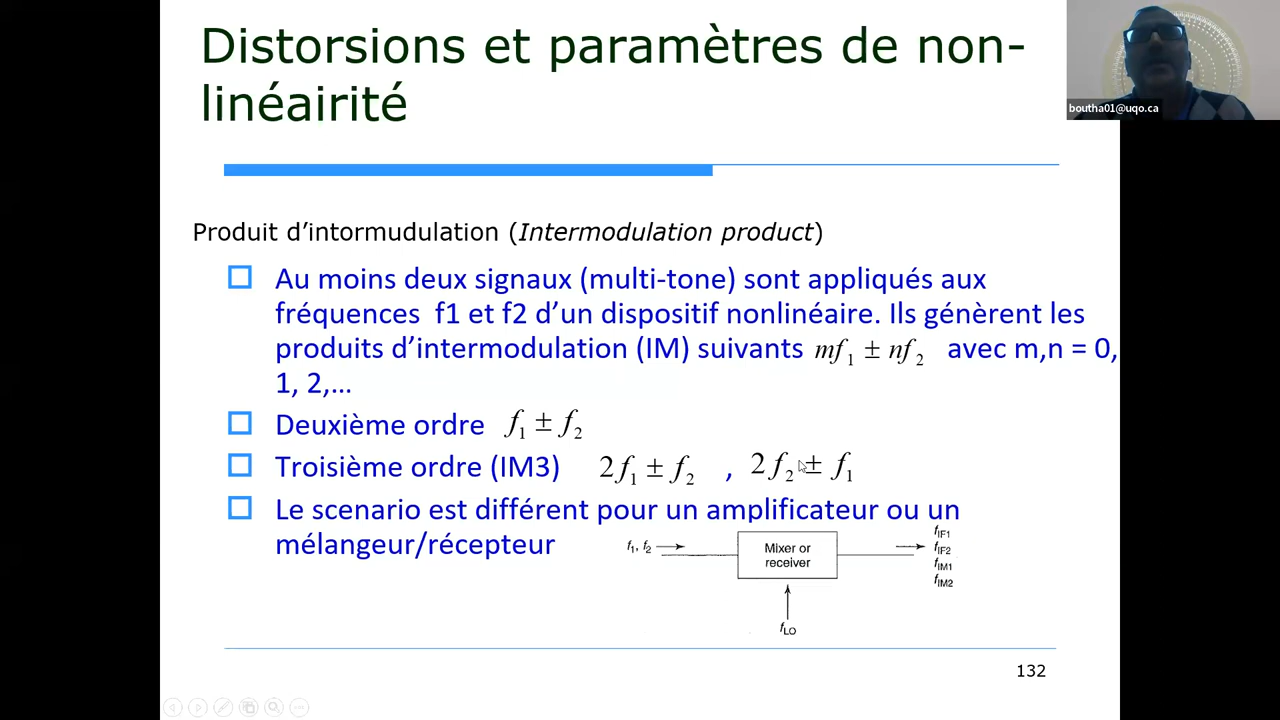 Distorsions et paramètres de non-
linéairité
boutha01@uqo.ca
Produit d’intormudulation (Intermodulation product)
Au moins deux signaux (multi-tone) sont appliqués aux
fréquences f1 et f2 d’un dispositif nonlinéaire. Ils génèrent les
produits d’intermodulation (IM) suivants mf1 ± nf2 avec m,n = 0,
1, 2,...
Deuxième ordre f1 ± f2
Troisième ordre (IM3) 2f1 ± f2 , 2f2 ± f1
Le scenario est différent pour un amplificateur ou un
mélangeur/récepteur
f1, f2
Mixer or
receiver
fIF1
fIF2
fIM1
fIM2
fLO
132